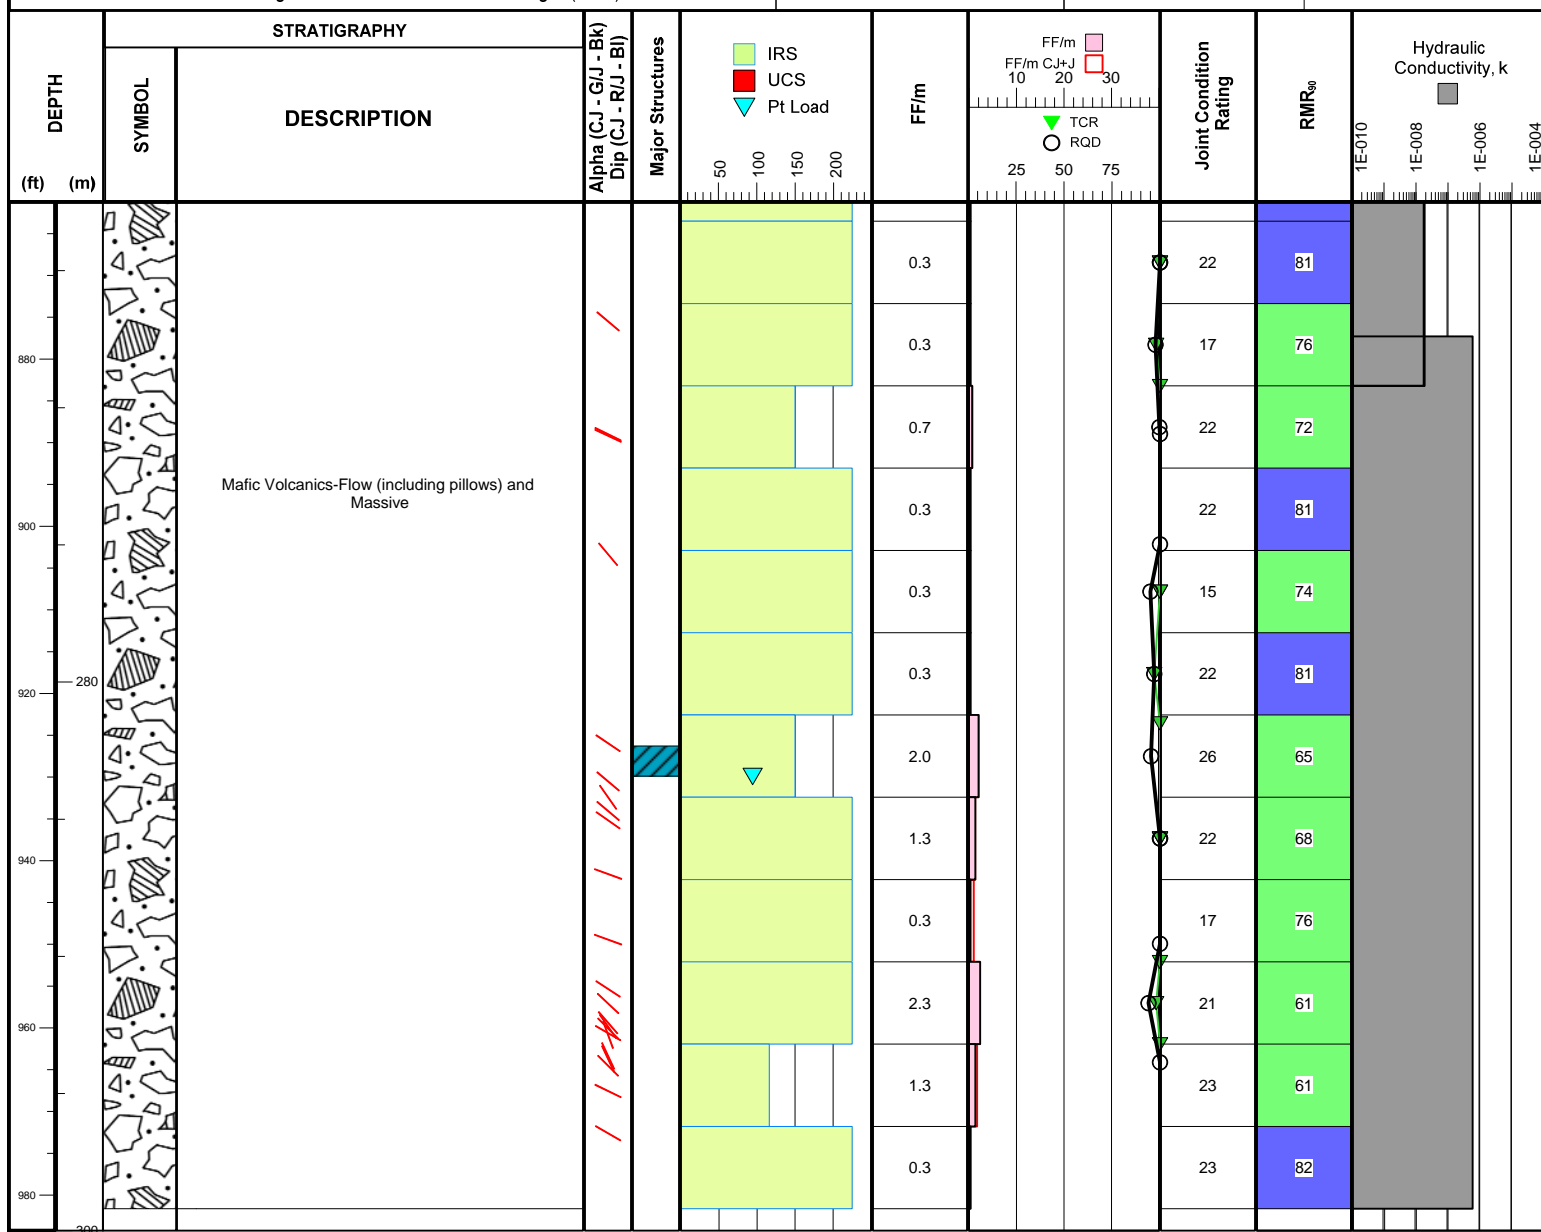 STRATIGRAPHY
DEPTH
(ft) (m)
SYMBOL
DESCRIPTION
Alpha (CJ - G/J - Bk)
Dip (CJ - R/J - Bl)
Major Structures
IRS
UCS
Pt Load
50 100 150 200
FF/m
FF/m
FF/m CJ+J
10 20 30
TCR
RQD
25 50 75
Joint Condition
Rating
RMR90
Hydraulic
Conductivity, k
1E-010 1E-008 1E-006 1E-004
0.3 22 81
880 0.3 17 76
0.7 22 72
Mafic Volcanics-Flow (including pillows) and
Massive
900 0.3 22 81
0.3 15 74
920 280 0.3 22 81
2.0 26 65
940 1.3 22 68
0.3 17 76
960 2.3 21 61
1.3 23 61
980 0.3 23 82